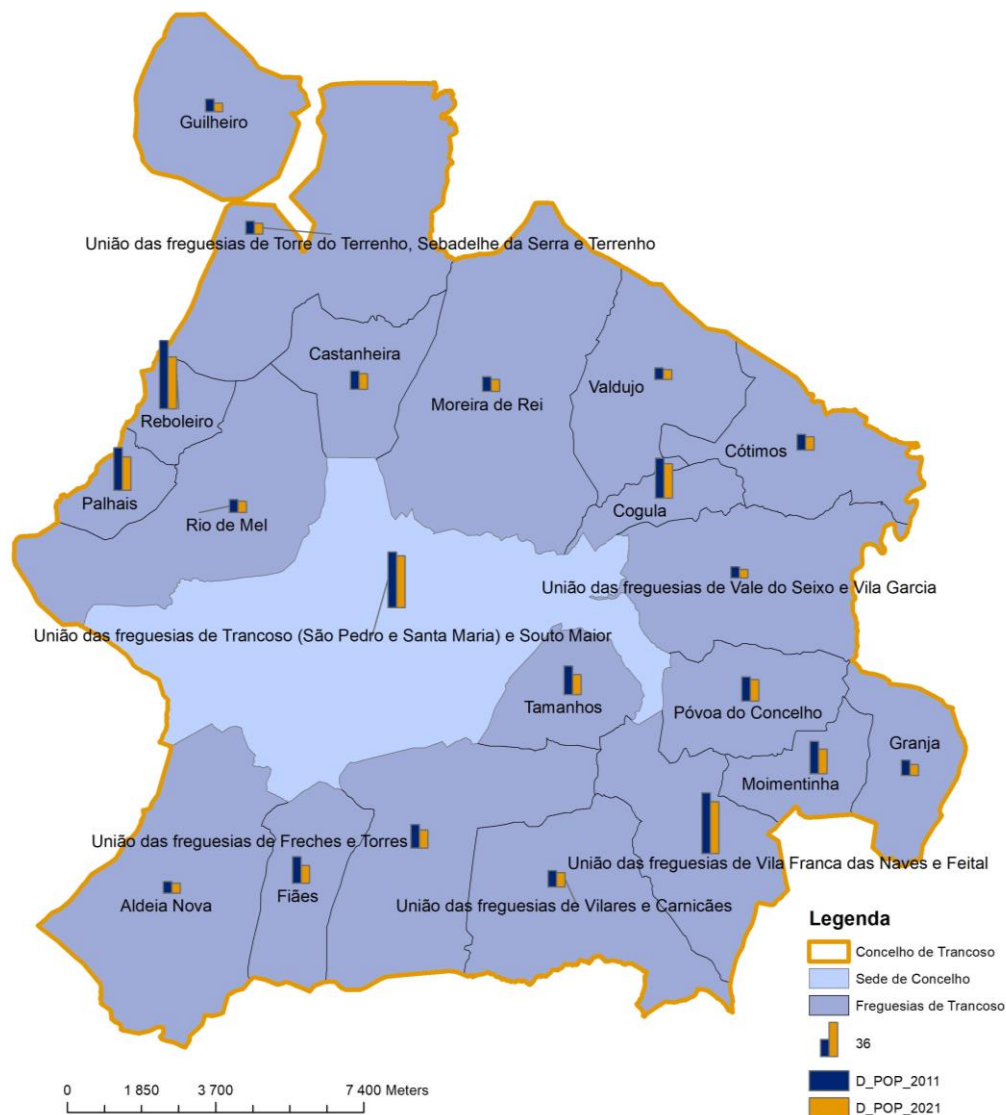 Guilheiro
União das freguesias de Torre do Terrenho, Sebadelhe da Serra e Terrenho
Castanheira
Moreira de Rei
Valdujo
Reboleiro
Cótimos
Palhais
Rio de Mel
Cogula
União das freguesias de Vale do Seixo e Vila Garcia
União das freguesias de Trancoso (São Pedro e Santa Maria) e Souto Maior
Tamanhos
Póvoa do Concelho
Granja
Moimentinha
União das freguesias de Freches e Torres
União das freguesias de Vila Franca das Naves e Feital
Aldeia Nova
Fiães
União das freguesias de Vilares e Carnicães
Legenda
Concelho de Trancoso
Sede de Concelho
Freguesias de Trancoso
36
D_POP_2011
D_POP_2021
0 1 850 3 700 7 400 Meters